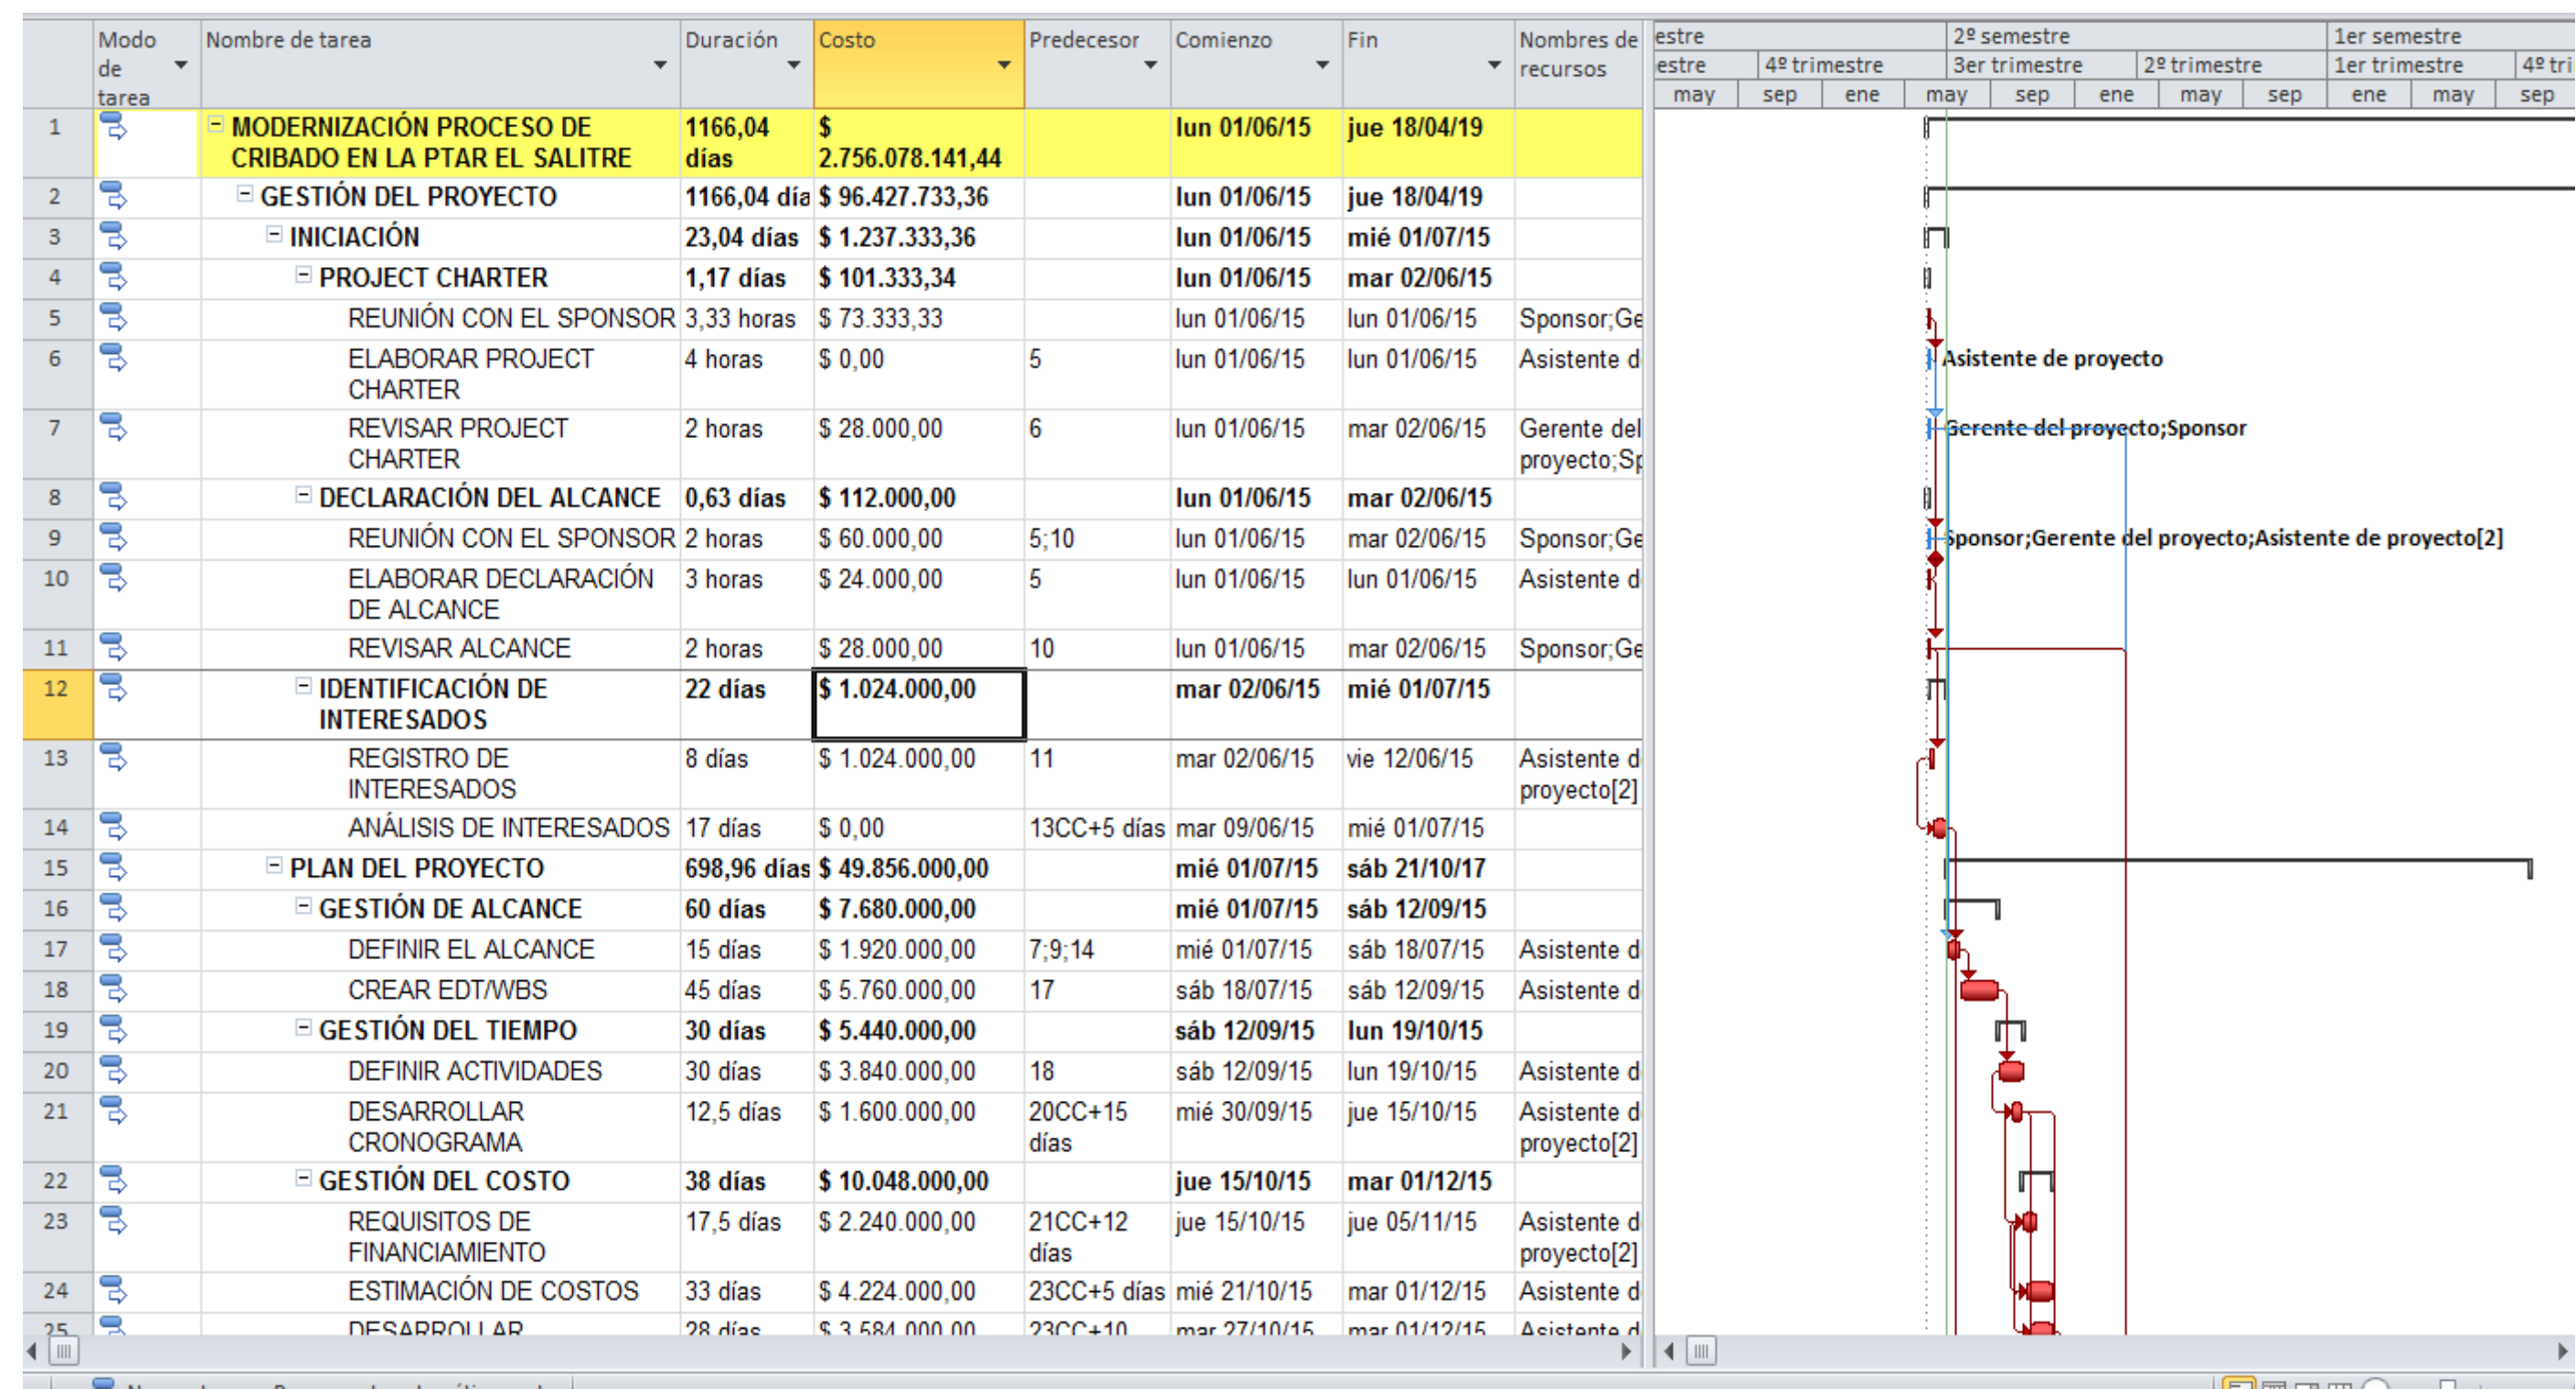 Modo de tarea Nombre de tarea Duración Costo Predecesor Comienzo Fin Nombres de recursos
1 MODERNIZACIÓN PROCESO DE CRIBADO EN LA PTAR EL SALITRE 1166,04 días $ 2.756.078.141,44 lun 01/06/15 jue 18/04/19
2 GESTIÓN DEL PROYECTO 1166,04 día $ 96.427.733,36 lun 01/06/15 jue 18/04/19
3 INICIACIÓN 23,04 días $ 1.237.333,36 lun 01/06/15 mié 01/07/15
4 PROJECT CHARTER 1,17 días $ 101.333,34 lun 01/06/15 mar 02/06/15
5 REUNIÓN CON EL SPONSOR 3,33 horas $ 73.333,33 lun 01/06/15 lun 01/06/15 Sponsor;Ge
6 ELABORAR PROJECT CHARTER 4 horas $ 0,00 5 lun 01/06/15 lun 01/06/15 Asistente d
7 REVISAR PROJECT CHARTER 2 horas $ 28.000,00 6 lun 01/06/15 mar 02/06/15 Gerente del proyecto;Sp
8 DECLARACIÓN DEL ALCANCE 0,63 días $ 112.000,00 lun 01/06/15 mar 02/06/15
9 REUNIÓN CON EL SPONSOR 2 horas $ 60.000,00 5;10 lun 01/06/15 mar 02/06/15 Sponsor;Ge
10 ELABORAR DECLARACIÓN DE ALCANCE 3 horas $ 24.000,00 5 lun 01/06/15 lun 01/06/15 Asistente d
11 REVISAR ALCANCE 2 horas $ 28.000,00 10 lun 01/06/15 mar 02/06/15 Sponsor;Ge
12 IDENTIFICACIÓN DE INTERESADOS 22 días $ 1.024.000,00 mar 02/06/15 mié 01/07/15
13 REGISTRO DE INTERESADOS 8 días $ 1.024.000,00 11 mar 02/06/15 vie 12/06/15 Asistente d proyecto[2]
14 ANÁLISIS DE INTERESADOS 17 días $ 0,00 13CC+5 días mar 09/06/15 mié 01/07/15
15 PLAN DEL PROYECTO 698,96 días $ 49.856.000,00 mié 01/07/15 sáb 21/10/17
16 GESTIÓN DE ALCANCE 60 días $ 7.680.000,00 mié 01/07/15 sáb 12/09/15
17 DEFINIR EL ALCANCE 15 días $ 1.920.000,00 7;9;14 mié 01/07/15 sáb 18/07/15 Asistente d
18 CREAR EDT/WBS 45 días $ 5.760.000,00 17 sáb 18/07/15 sáb 12/09/15 Asistente d
19 GESTIÓN DEL TIEMPO 30 días $ 5.440.000,00 sáb 12/09/15 lun 19/10/15
20 DEFINIR ACTIVIDADES 30 días $ 3.840.000,00 18 sáb 12/09/15 lun 19/10/15 Asistente d
21 DESARROLLAR CRONOGRAMA 12,5 días $ 1.600.000,00 20CC+15 días mié 30/09/15 jue 15/10/15 Asistente d proyecto[2]
22 GESTIÓN DEL COSTO 38 días $ 10.048.000,00 jue 15/10/15 mar 01/12/15
23 REQUISITOS DE FINANCIAMIENTO 17,5 días $ 2.240.000,00 21CC+12 días jue 15/10/15 jue 05/11/15 Asistente d proyecto[2]
24 ESTIMACIÓN DE COSTOS 33 días $ 4.224.000,00 23CC+5 días mié 21/10/15 mar 01/12/15 Asistente d
25 DESARROLLAR 28 días $ 3.584.000,00 23CC+10 mar 27/10/15 mar 01/12/15 Asistente d
estre 2º semestre 1er semestre
estre 4º trimestre 3er trimestre 2º trimestre 1er trimestre 4º tri
may sep ene may sep ene may sep ene may sep
Asistente de proyecto
Gerente del proyecto;Sponsor
Sponsor;Gerente del proyecto;Asistente de proyecto[2]